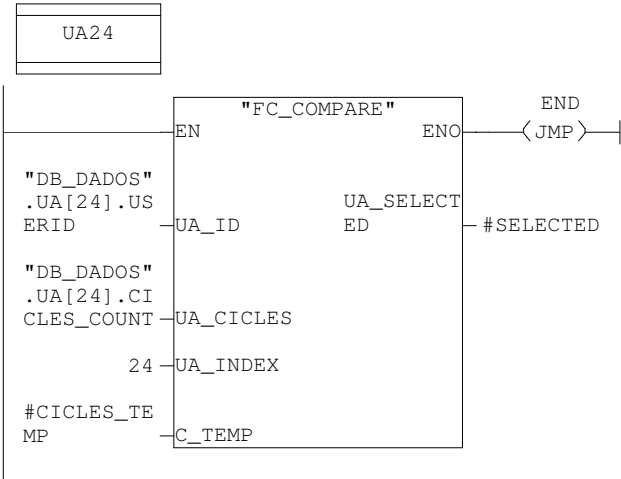 UA24
"FC_COMPARE"
END
EN
ENO
JMP
"DB_DADOS"
.UA[24].US
ERID
UA_ID
UA_SELECT
ED
#SELECTED
"DB_DADOS"
.UA[24].CI
CLES_COUNT
UA_CICLES
24
UA_INDEX
#CICLES_TE
MP
C_TEMP